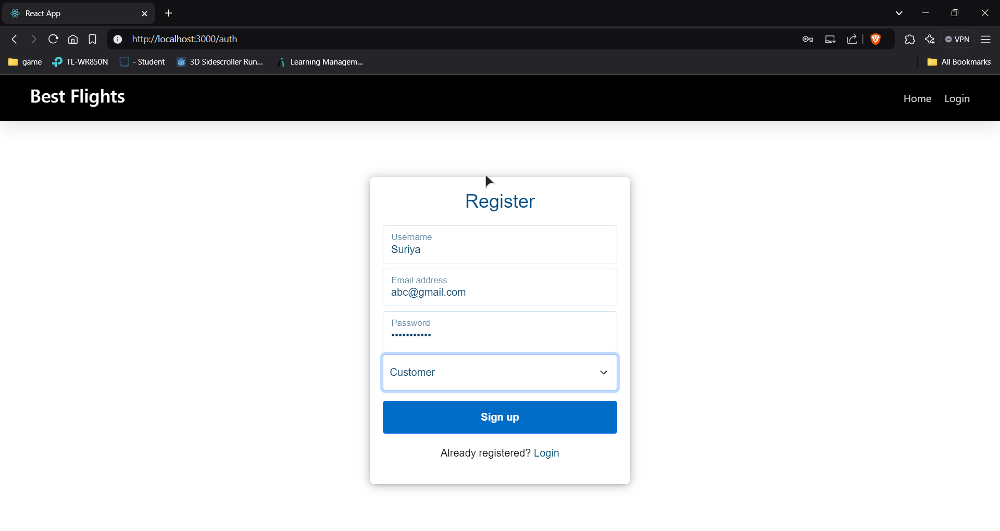 React App
http://localhost:3000/auth
VPN
game
TL-WR850N
- Student
3D Sidescroller Run...
Learning Managem...
All Bookmarks
Best Flights
Home
Login
Register
Username
Suriya
Email address
abc@gmail.com
Password
•••••••••••
Customer
Sign up
Already registered? Login